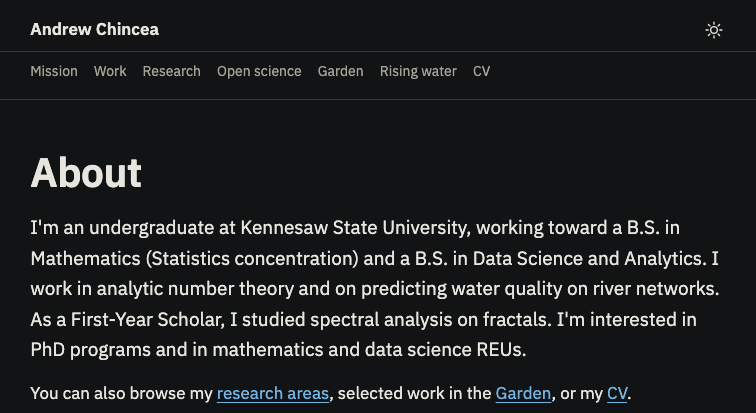 Andrew Chincea
Mission Work Research Open science Garden Rising water CV
About
I'm an undergraduate at Kennesaw State University, working toward a B.S. in
Mathematics (Statistics concentration) and a B.S. in Data Science and Analytics. I
work in analytic number theory and on predicting water quality on river networks.
As a First-Year Scholar, I studied spectral analysis on fractals. I'm interested in
PhD programs and in mathematics and data science REUs.
You can also browse my research areas, selected work in the Garden, or my CV.